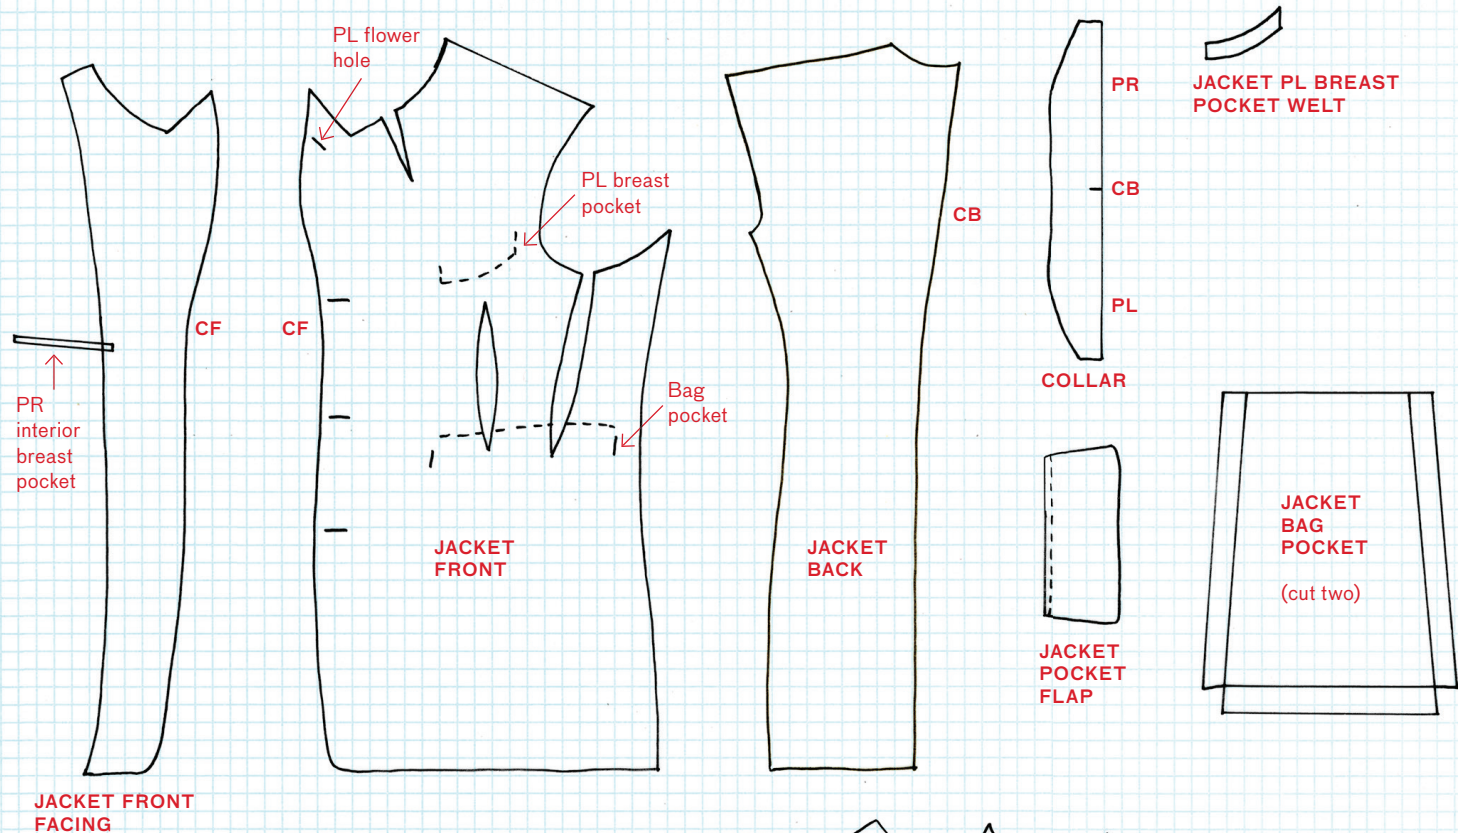 PL flower
hole
PL breast
pocket
CF
CF
PR
interior
breast
pocket
Bag
pocket
JACKET
FRONT
JACKET FRONT
FACING
CB
JACKET
BACK
PR
CB
PL
COLLAR
JACKET PL BREAST
POCKET WELT
JACKET
POCKET
FLAP
JACKET
BAG
POCKET
(cut two)